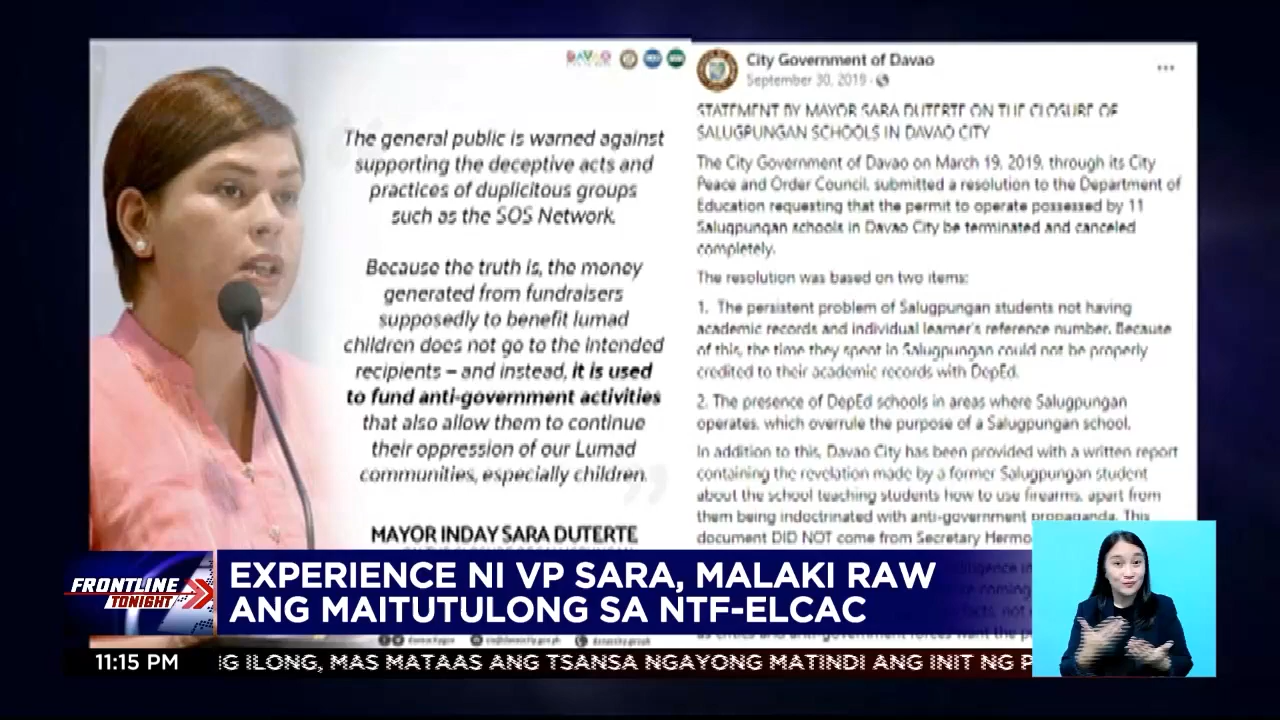 DAVAO
The general public is warned against
supporting the deceptive acts and
practices of duplicitous groups
such as the SOS Network.
Because the truth is, the money
generated from fundraisers
supposedly to benefit lumad
children does not go to the intended
recipients – and instead, it is used
to fund anti-government activities
that also allow them to continue
their oppression of our Lumad
communities, especially children.
MAYOR INDAY SARA DUTERTE
City Government of Davao
September 30, 2019
STATEMENT BY MAYOR SARA DUTERTE ON THE CLOSURE OF
SALUGPUNGAN SCHOOLS IN DAVAO CITY
The City Government of Davao on March 19, 2019, through its City
Peace and Order Council, submitted a resolution to the Department of
Education requesting that the permit to operate possessed by 11
Salugpungan schools in Davao City be terminated and canceled
completely.
The resolution was based on two items:
1. The persistent problem of Salugpungan students not having
academic records and individual learner's reference number. Because
of this, the time they spent in Salugpungan could not be properly
credited to their academic records with DepEd.
2. The presence of DepEd schools in areas where Salugpungan
operates, which overrule the purpose of a Salugpungan school.
In addition to this, Davao City has been provided with a written report
containing the revelation made by a former Salugpungan student
about the school teaching students how to use firearms, apart from
them being indoctrinated with anti-government propaganda. This
document DID NOT come from Secretary Hermo
FRONTLINE
TONIGHT
EXPERIENCE NI VP SARA, MALAKI RAW
ANG MAITUTULONG SA NTF-ELCAC
11:15 PM
G ILONG, MAS MATAAS ANG TSANSA NGAYONG MATINDI ANG INIT NG P